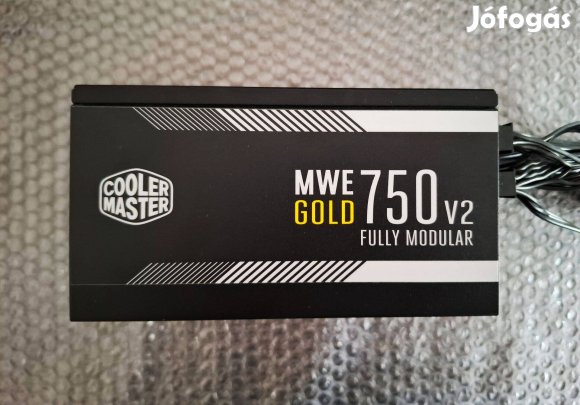 Jófogás
COOLER
MASTER
MWE
GOLD
750 V2
FULLY MODULAR